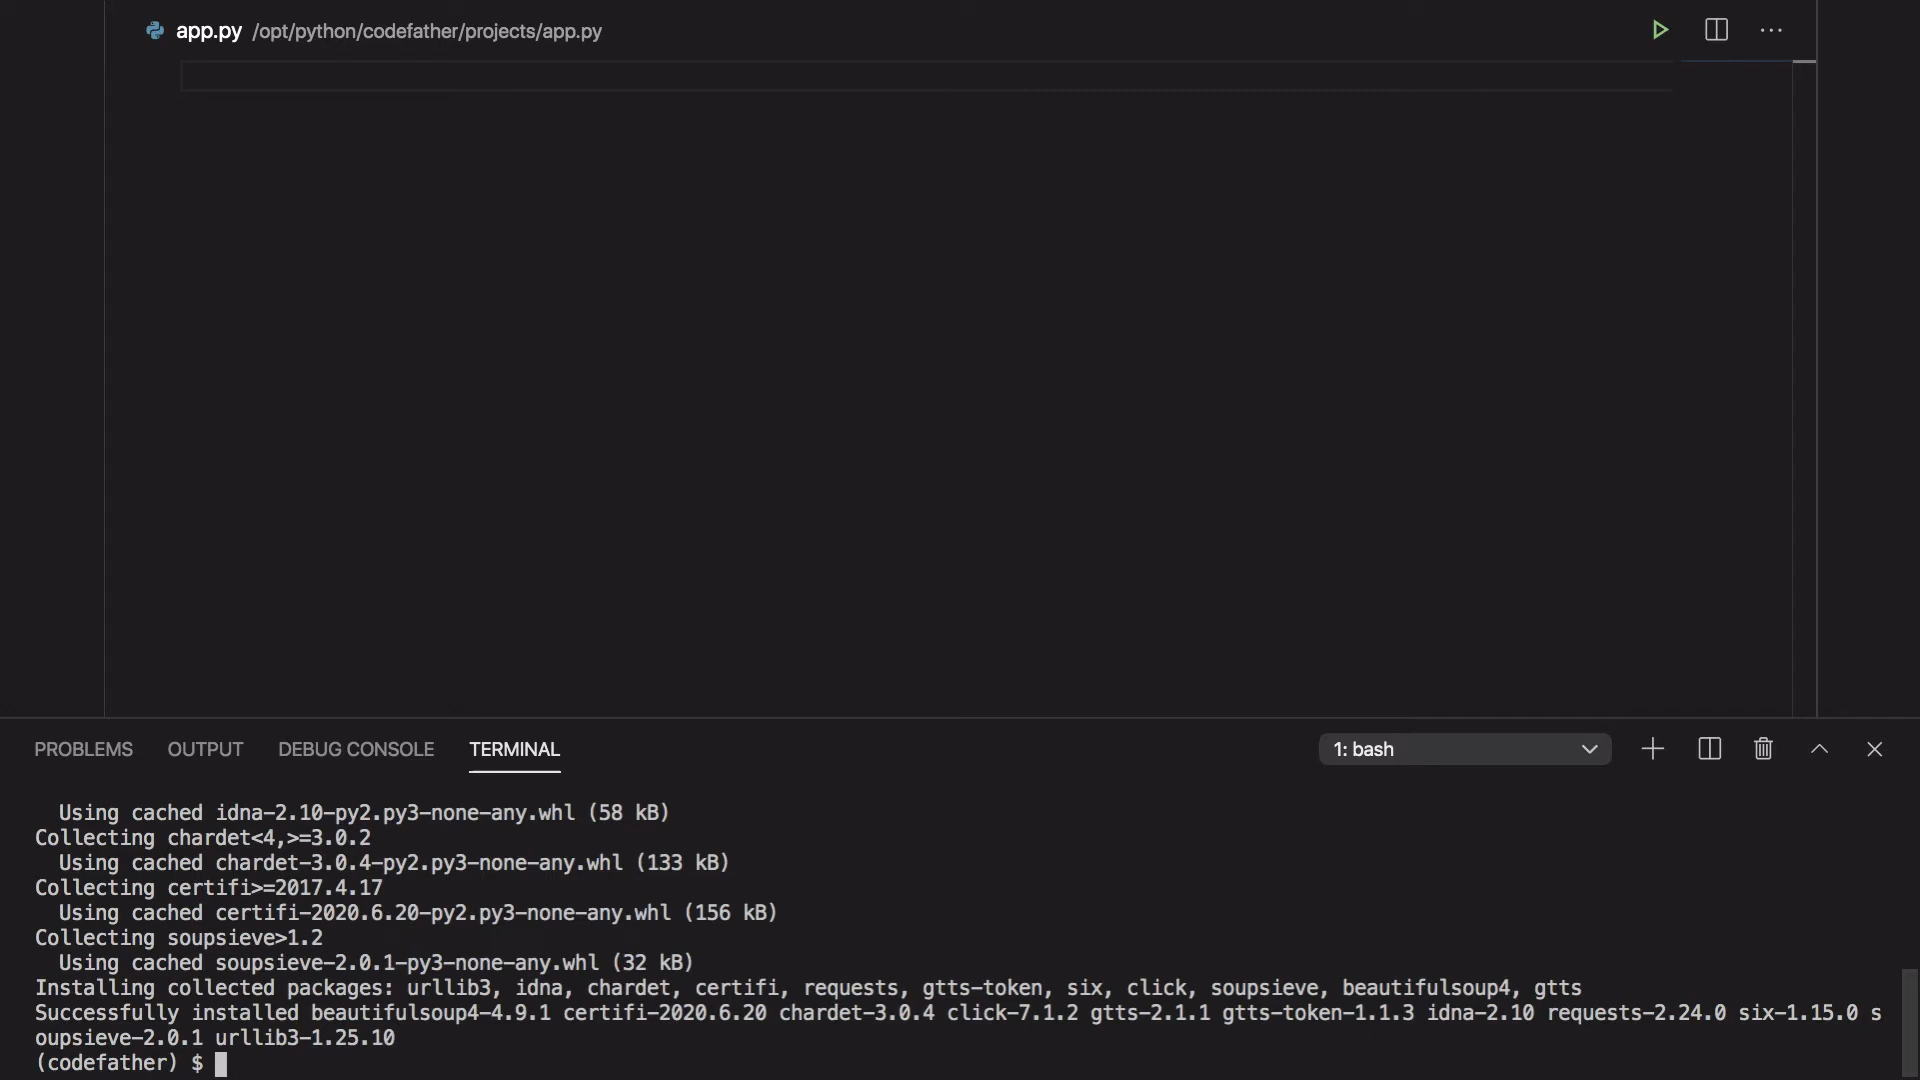 app.py /opt/python/codefather/projects/app.py
PROBLEMS OUTPUT DEBUG CONSOLE TERMINAL 1: bash
Using cached idna-2.10-py2.py3-none-any.whl (58 kB)
Collecting chardet<4,>=3.0.2
Using cached chardet-3.0.4-py2.py3-none-any.whl (133 kB)
Collecting certifi>=2017.4.17
Using cached certifi-2020.6.20-py2.py3-none-any.whl (156 kB)
Collecting soupsieve>1.2
Using cached soupsieve-2.0.1-py3-none-any.whl (32 kB)
Installing collected packages: urllib3, idna, chardet, certifi, requests, gtts-token, six, click, soupsieve, beautifulsoup4, gtts
Successfully installed beautifulsoup4-4.9.1 certifi-2020.6.20 chardet-3.0.4 click-7.1.2 gtts-2.1.1 gtts-token-1.1.3 idna-2.10 requests-2.24.0 six-1.15.0 s
oupsieve-2.0.1 urllib3-1.25.10
(codefather) $